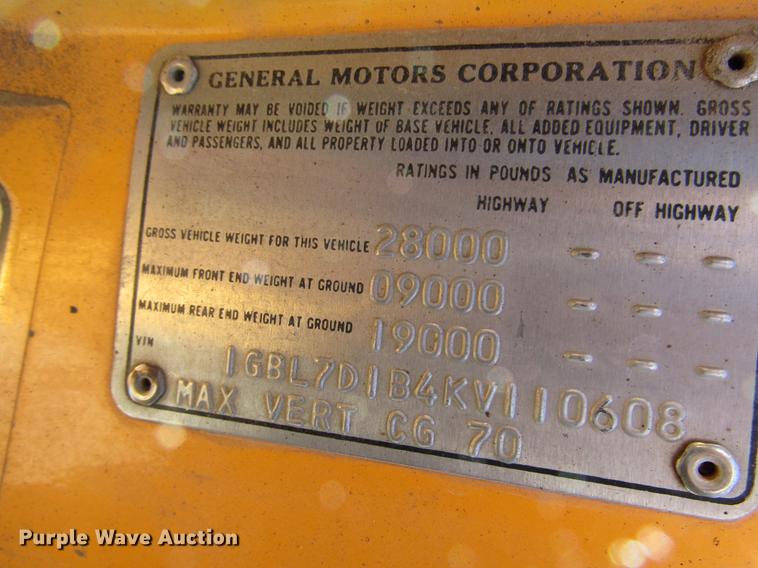 GENERAL MOTORS CORPORATION
WARRANTY MAY BE VOIDED IF WEIGHT EXCEEDS ANY OF RATINGS SHOWN. GROSS
VEHICLE WEIGHT INCLUDES WEIGHT OF BASE VEHICLE, ALL ADDED EQUIPMENT, DRIVER
AND PASSENGERS, AND ALL PROPERTY LOADED INTO OR ONTO VEHICLE.
RATINGS IN POUNDS AS MANUFACTURED
HIGHWAY OFF HIGHWAY
GROSS VEHICLE WEIGHT FOR THIS VEHICLE 28000 - - -
MAXIMUM FRONT END WEIGHT AT GROUND 09000 - - -
MAXIMUM REAR END WEIGHT AT GROUND 19000 - - -
VIN 1GBL7D1B4KV110608
MAX VERT CG 70
Purple Wave Auction